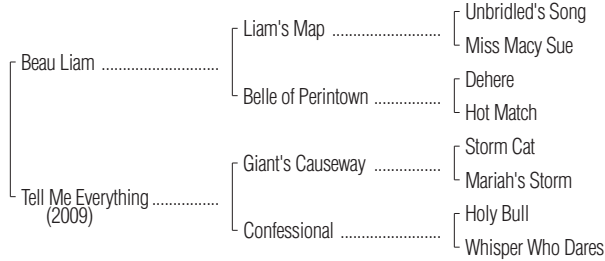 Unbridled's Song
Liam's Map ..........................
Miss Macy Sue
Beau Liam ............................
Dehere
Belle of Perintown ................
Hot Match
Storm Cat
Giant's Causeway ................
Mariah's Storm
Tell Me Everything ................
(2009)
Holy Bull
Confessional ........................
Whisper Who Dares